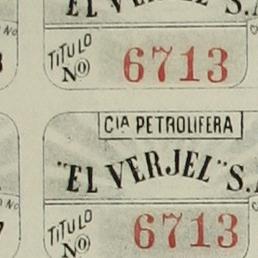 "EL VERJEL" S.
TITULO
Nº 6713
CIA PETROLIFERA
"EL VERJEL" S.
TITULO
Nº 6713